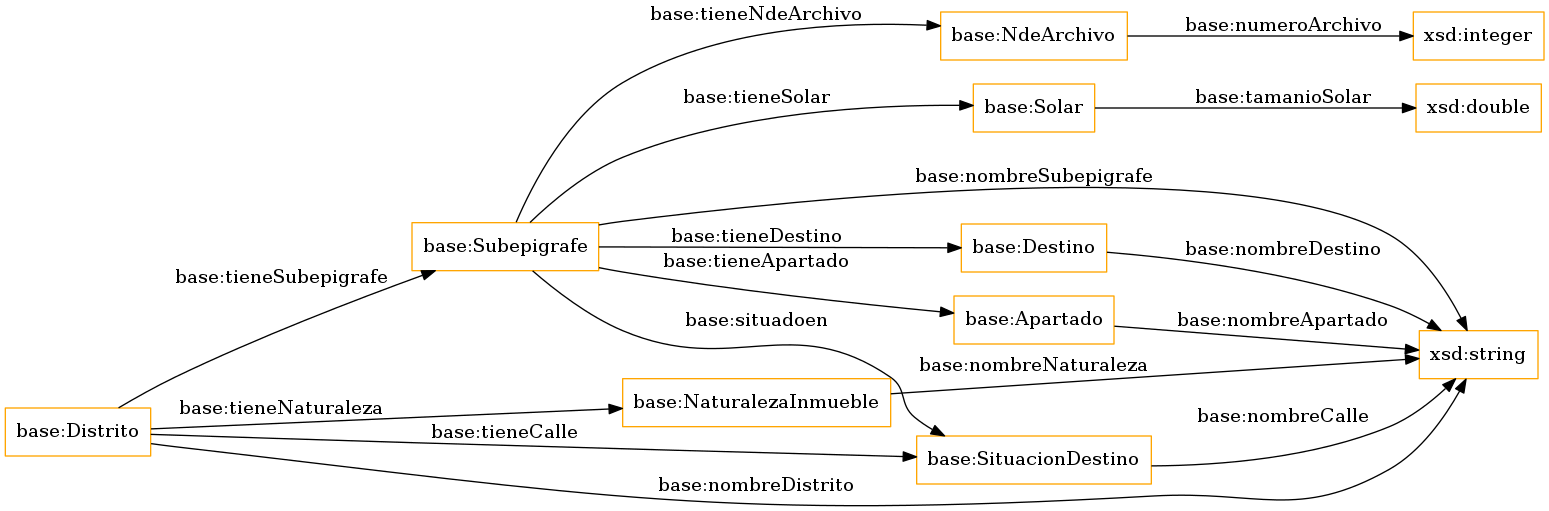 base:tieneNdeArchivo
base:NdeArchivo
base:numeroArchivo
xsd:integer
base:tieneSolar
base:Solar
base:tamanioSolar
xsd:double
base:nombreSubepigrafe
base:Subepigrafe
base:tieneDestino
base:Destino
base:nombreDestino
base:tieneApartado
base:tieneSubepigrafe
base:situadoen
base:Apartado
base:nombreApartado
xsd:string
base:nombreNaturaleza
base:tieneNaturaleza
base:NaturalezaInmueble
base:Distrito
base:tieneCalle
base:nombreCalle
base:SituacionDestino
base:nombreDistrito